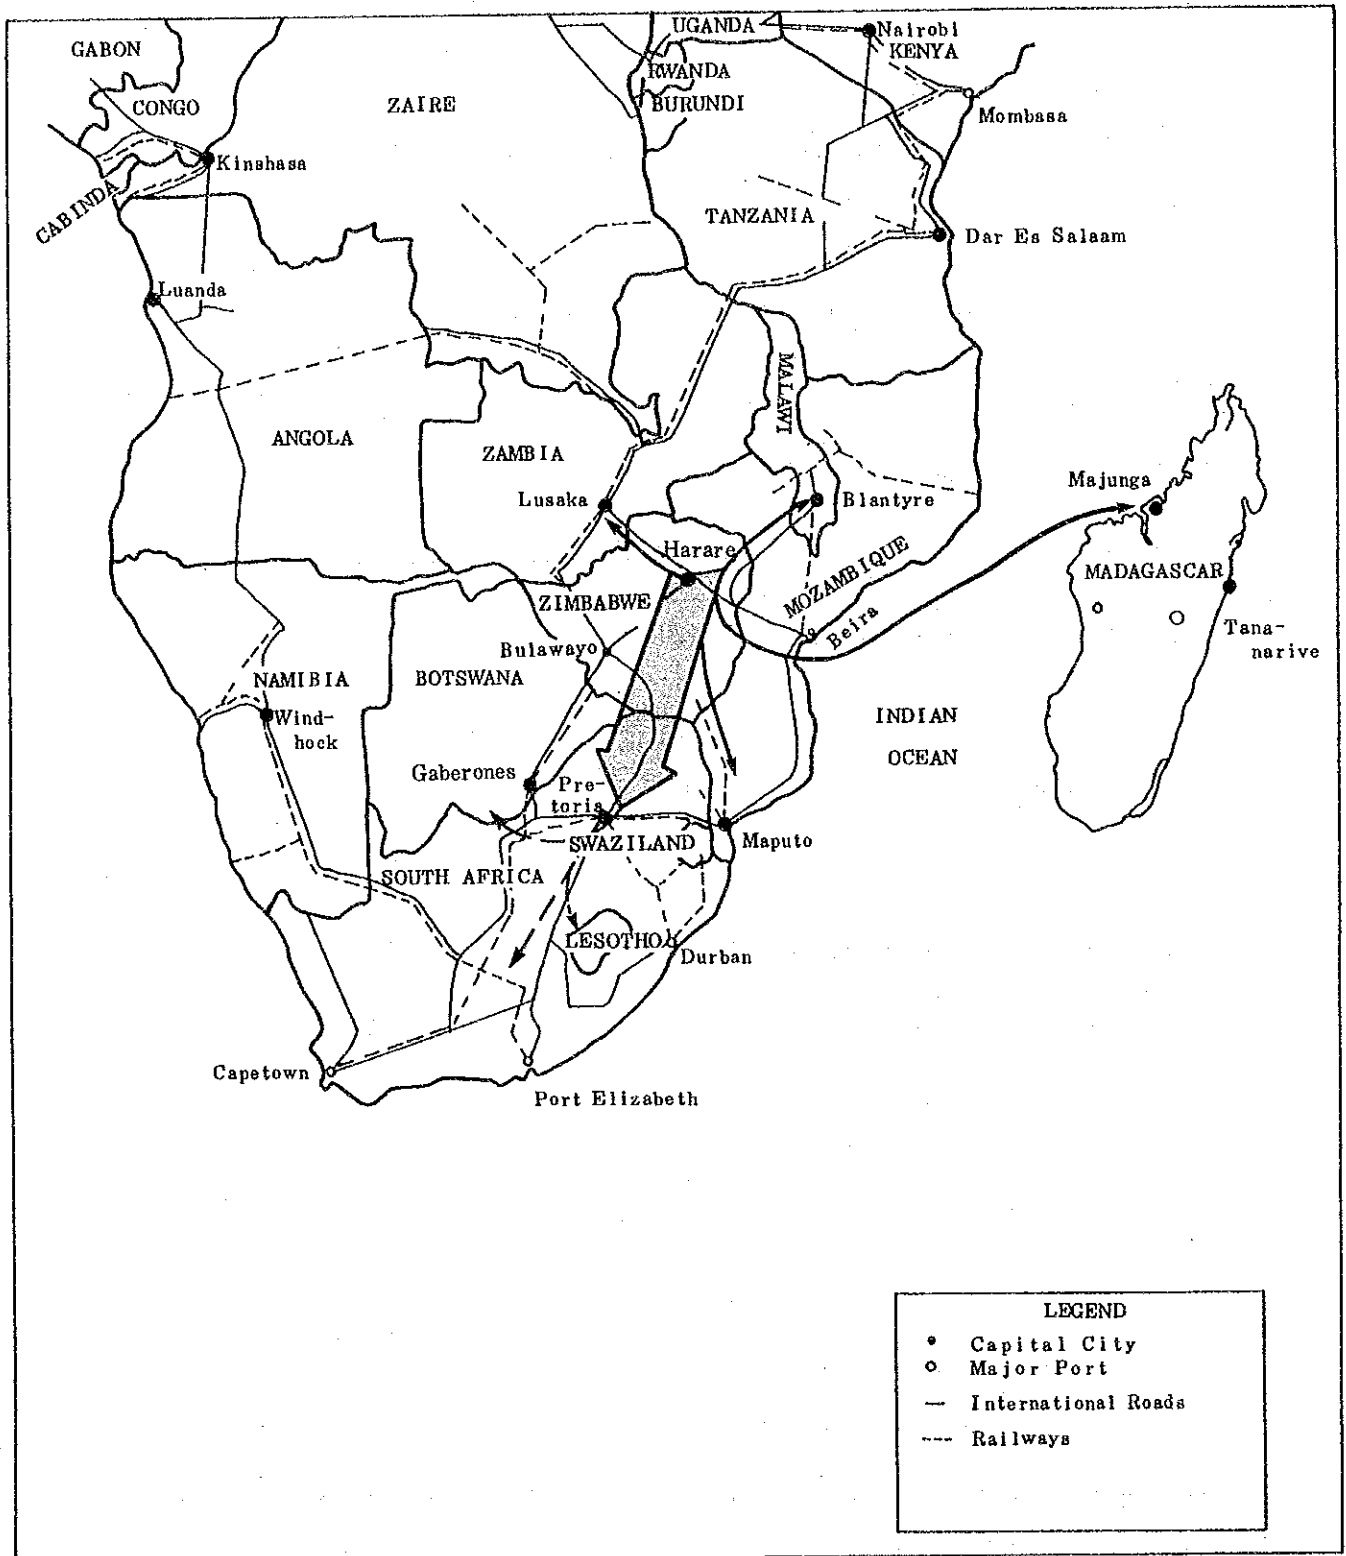 UGANDA
Nairobi
GABON
KENYA
RWANDA
CONGO
ZAIRE
BURUNDI
Mombasa
Kinshasa
CABINDA
TANZANIA
Dar Es Salaam
Luanda
MALAWI
ANGOLA
ZAMBIA
Majunga
Lusaka
Blantyre
Harare
MOZAMBIQUE
MADAGASCAR
ZIMBABWE
Beira
Tana-
narive
Bulawayo
NAMIBIA
BOTSWANA
Wind-
hock
INDIAN
OCEAN
Gaberones
Pre-
toria
SWAZILAND
Maputo
SOUTH AFRICA
LESOTHO
Durban
Capetown
Port Elizabeth
LEGEND
Capital City
Major Port
International Roads
Railways